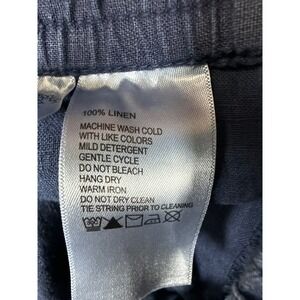 100% LINEN
MACHINE WASH COLD
WITH LIKE COLORS
MILD DETERGENT
GENTLE CYCLE
DO NOT BLEACH
HANG DRY
WARM IRON
DO NOT DRY CLEAN
TIE STRING PRIOR TO CLEANING